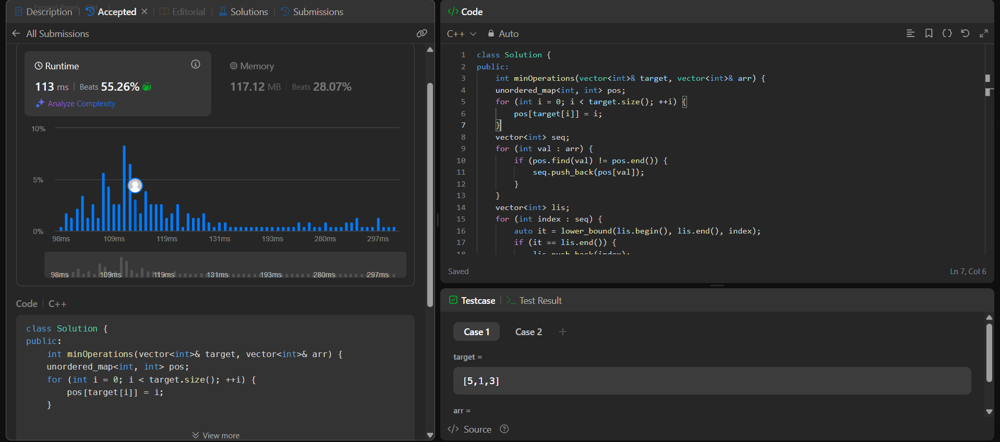 Expand Panel Ctrl
Description Accepted Editorial Solutions Submissions
All Submissions
Runtime
113 ms Beats 55.26%
Analyze Complexity
Memory
117.12 MB Beats 28.07%
10%
5%
0%
98ms 109ms 119ms 131ms 193ms 280ms 297ms
98ms 109ms 119ms 131ms 193ms 280ms 297ms
Code C++
class Solution {
public:
    int minOperations(vector<int>& target, vector<int>& arr) {
    unordered_map<int, int> pos;
    for (int i = 0; i < target.size(); ++i) {
        pos[target[i]] = i;
    }
View more
</> Code
C++ Auto
1 class Solution {
2 public:
3     int minOperations(vector<int>& target, vector<int>& arr) {
4     unordered_map<int, int> pos;
5     for (int i = 0; i < target.size(); ++i) {
6         pos[target[i]] = i;
7     }
8     vector<int> seq;
9     for (int val : arr) {
10         if (pos.find(val) != pos.end()) {
11             seq.push_back(pos[val]);
12         }
13     }
14     vector<int> lis;
15     for (int index : seq) {
16         auto it = lower_bound(lis.begin(), lis.end(), index);
17         if (it == lis.end()) {
18             lis.push_back(index);
Saved Ln 7, Col 6
Testcase Test Result
Case 1 Case 2 +
target =
[5,1,3]
arr =
</> Source